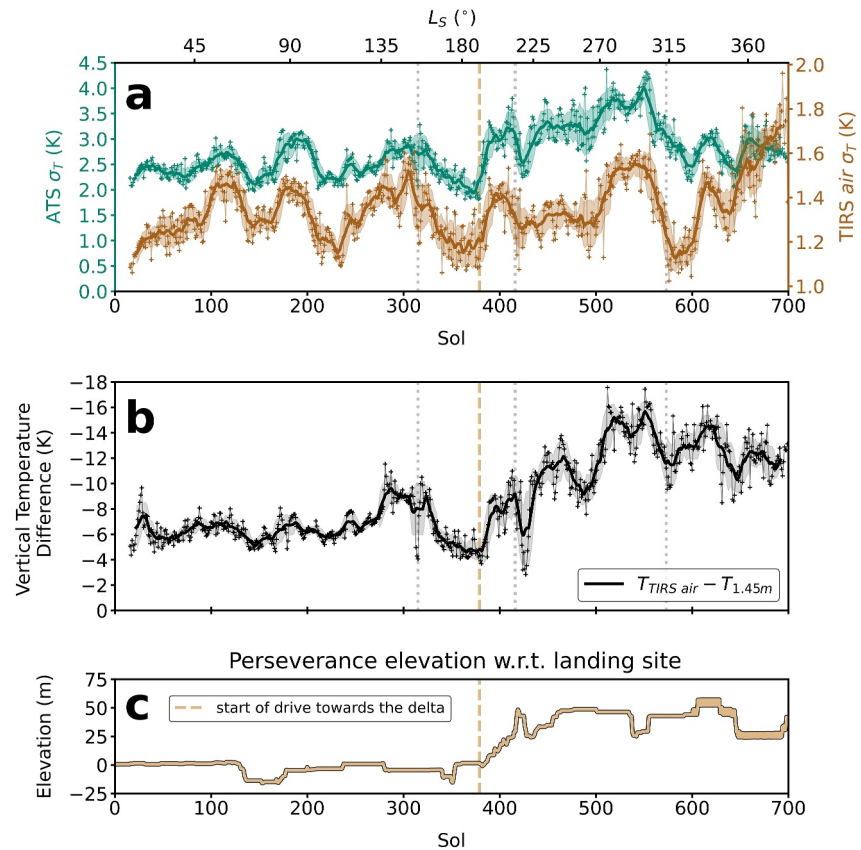 L_S (°)
45 90 135 180 225 270 315 360
a
4.5
4.0
3.5
3.0
2.5
2.0
1.5
1.0
0.5
0.0
ATS σ_T (K)
2.0
1.8
1.6
1.4
1.2
1.0
TIRS air σ_T (K)
0 100 200 300 400 500 600 700
Sol
b
−18
−16
−14
−12
−10
−8
−6
−4
−2
0
Vertical Temperature
Difference (K)
T_TIRS air − T_1.45m
Perseverance elevation w.r.t. landing site
c
75
50
25
0
−25
Elevation (m)
start of drive towards the delta
0 100 200 300 400 500 600 700
Sol